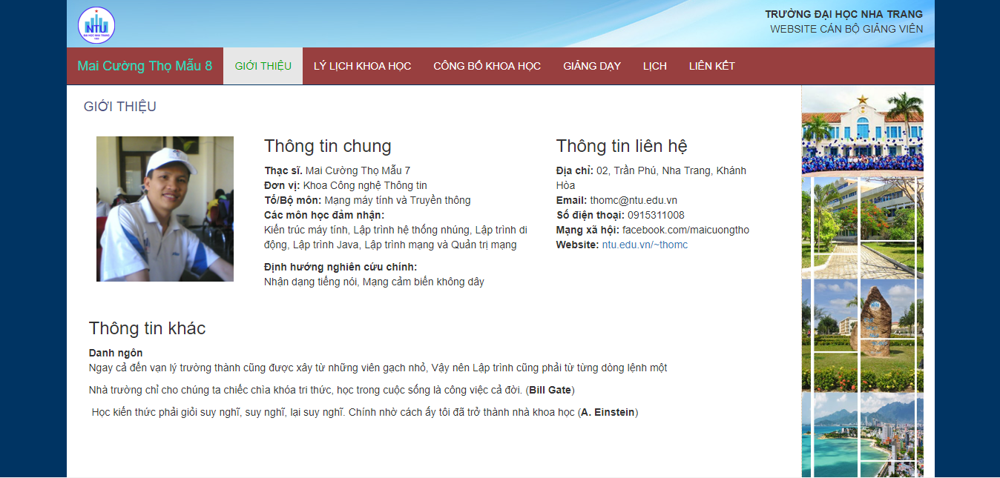 NTU
ĐẠI HỌC NHA TRANG
TRƯỜNG ĐẠI HỌC NHA TRANG
WEBSITE CÁN BỘ GIẢNG VIÊN
Mai Cường Thọ Mẫu 8 GIỚI THIỆU LÝ LỊCH KHOA HỌC CÔNG BỐ KHOA HỌC GIẢNG DẠY LỊCH LIÊN KẾT
GIỚI THIỆU
Thông tin chung
Thạc sĩ. Mai Cường Thọ Mẫu 7
Đơn vị: Khoa Công nghệ Thông tin
Tổ/Bộ môn: Mạng máy tính và Truyền thông
Các môn học đảm nhận:
Kiến trúc máy tính, Lập trình hệ thống nhúng, Lập trình di
động, Lập trình Java, Lập trình mạng và Quản trị mạng
Định hướng nghiên cứu chính:
Nhận dạng tiếng nói, Mạng cảm biến không dây
Thông tin liên hệ
Địa chỉ: 02, Trần Phú, Nha Trang, Khánh
Hòa
Email: thomc@ntu.edu.vn
Số điện thoại: 0915311008
Mạng xã hội: facebook.com/maicuongtho
Website: ntu.edu.vn/~thomc
Thông tin khác
Danh ngôn
Ngay cả đến vạn lý trường thành cũng được xây từ những viên gạch nhỏ, Vậy nên Lập trình cũng phải từ từng dòng lệnh một
Nhà trường chỉ cho chúng ta chiếc chìa khóa tri thức, học trong cuộc sống là công việc cả đời. (Bill Gate)
Học kiến thức phải giỏi suy nghĩ, suy nghĩ, lại suy nghĩ. Chính nhờ cách ấy tôi đã trở thành nhà khoa học (A. Einstein)